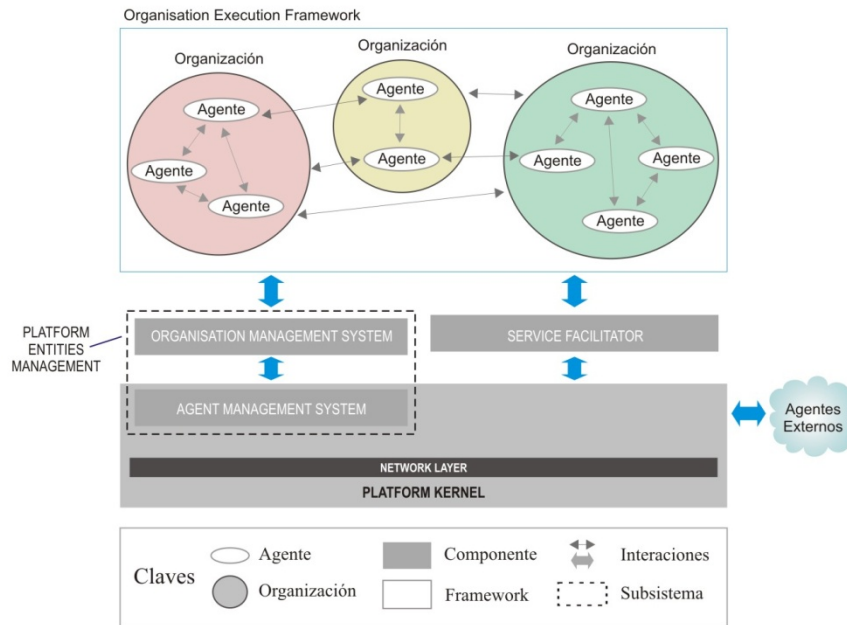 Organisation Execution Framework
Organización
Organización
Organización
Agente
Agente
Agente
Agente
Agente
Agente
Agente
Agente
Agente
PLATFORM
ENTITIES
MANAGEMENT
ORGANISATION MANAGEMENT SYSTEM
SERVICE FACILITATOR
AGENT MANAGEMENT SYSTEM
Agentes
Externos
NETWORK LAYER
PLATFORM KERNEL
Claves
Agente
Componente
Interaciones
Organización
Framework
Subsistema